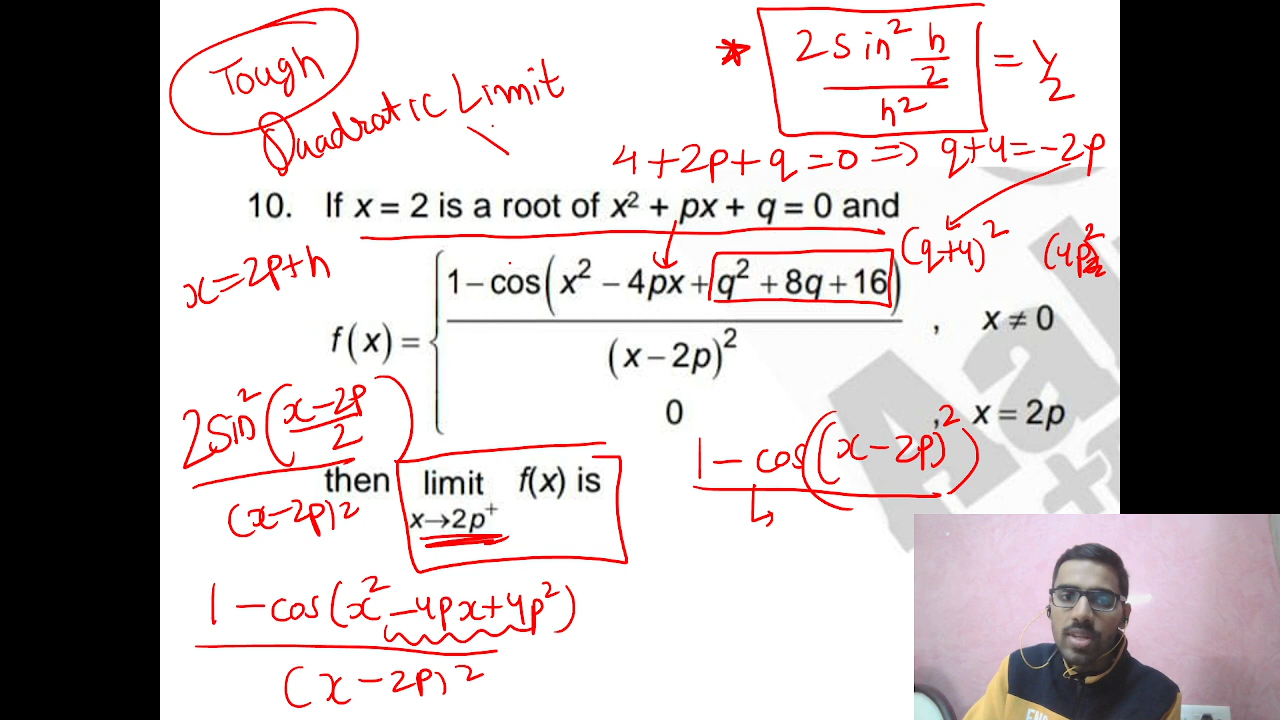 Tough
Quadratic Limit
* 2 sin² h/2 / h² = 1/2
4+2p+q=0 => q+4=-2p
10. If x = 2 is a root of x² + px + q = 0 and
(q+4)²
x=2p+h
f(x) = { 1-cos(x² - 4px + q² + 8q + 16) / (x-2p)² , x ≠ 0
0 , x = 2p
2sin²(x-2p/2) / (x-2p)²
1-cos((x-2p)²)
then limit x→2p⁺ f(x) is
1-cos(x²-4px+4p²) / (x-2p)²